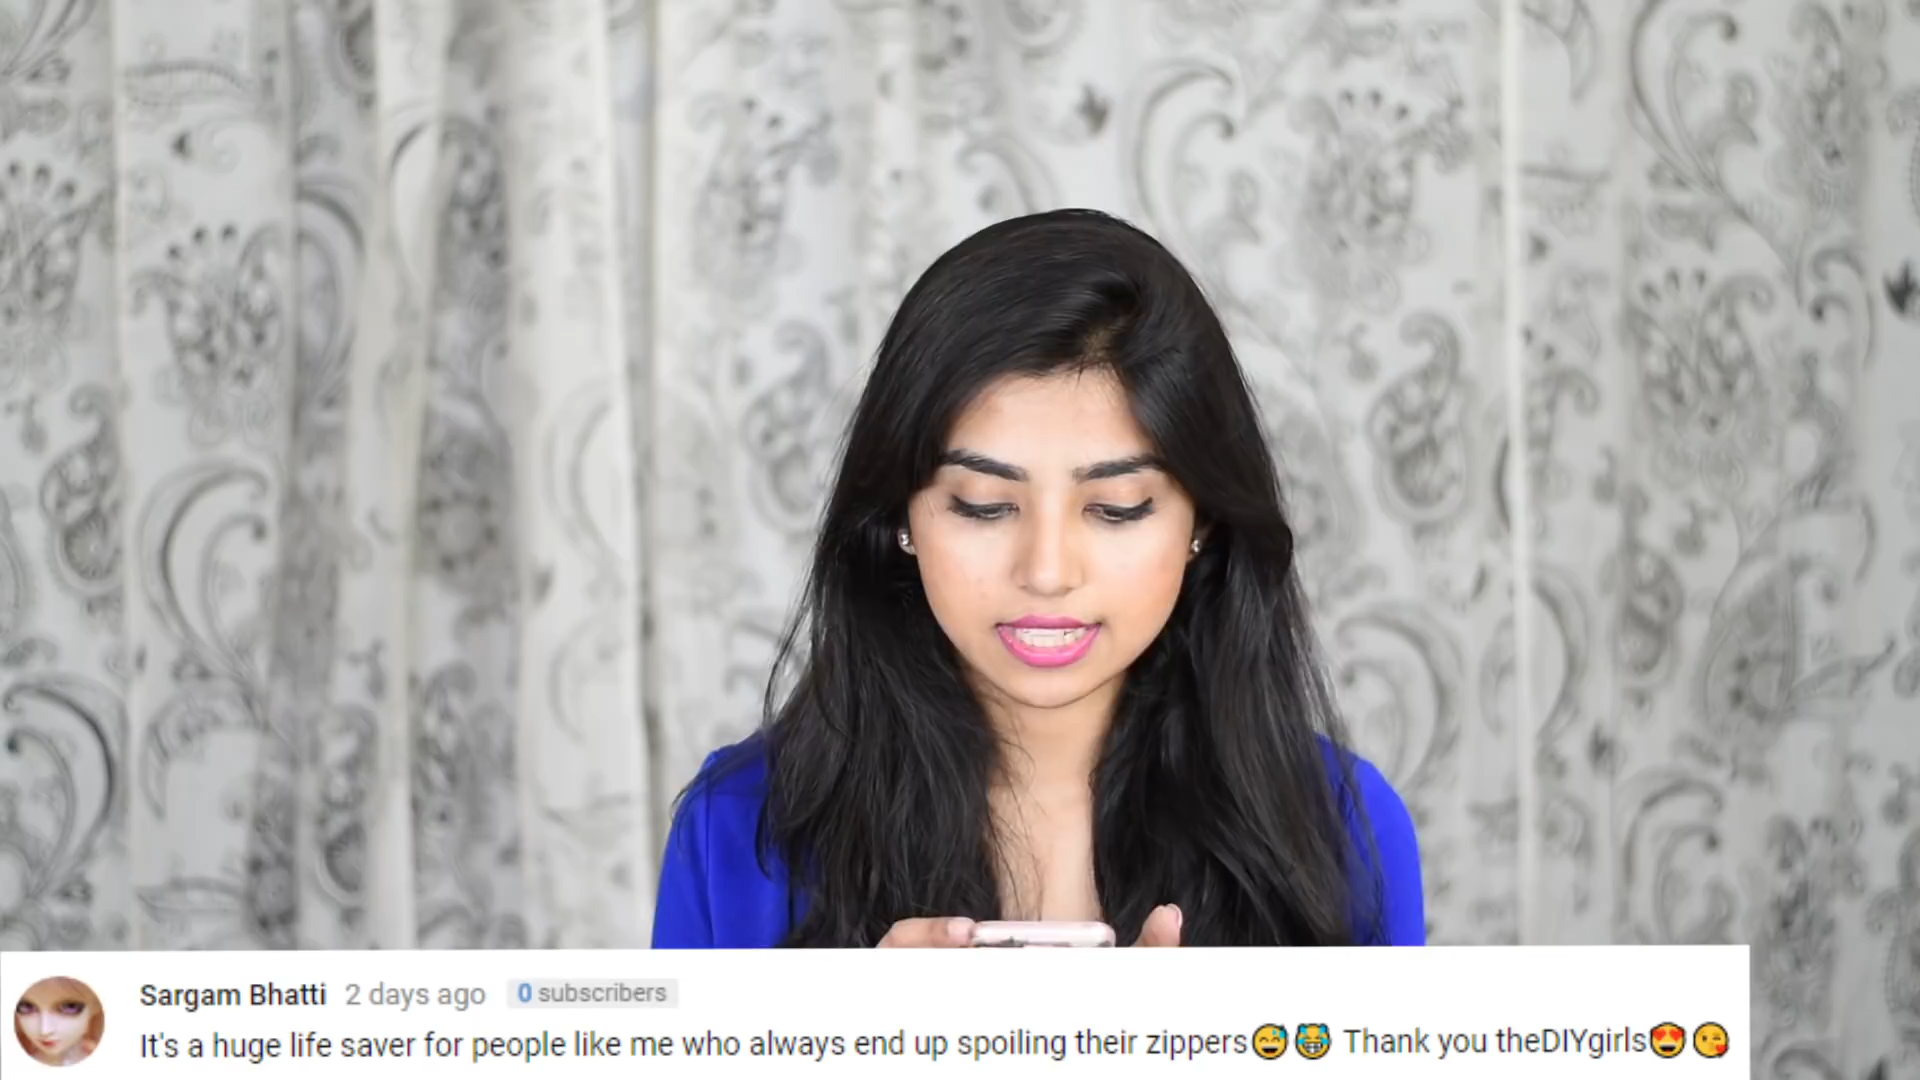 Sargam Bhatti 2 days ago 0 subscribers
It's a huge life saver for people like me who always end up spoiling their zippers😅😹 Thank you theDIYgirls😍😘